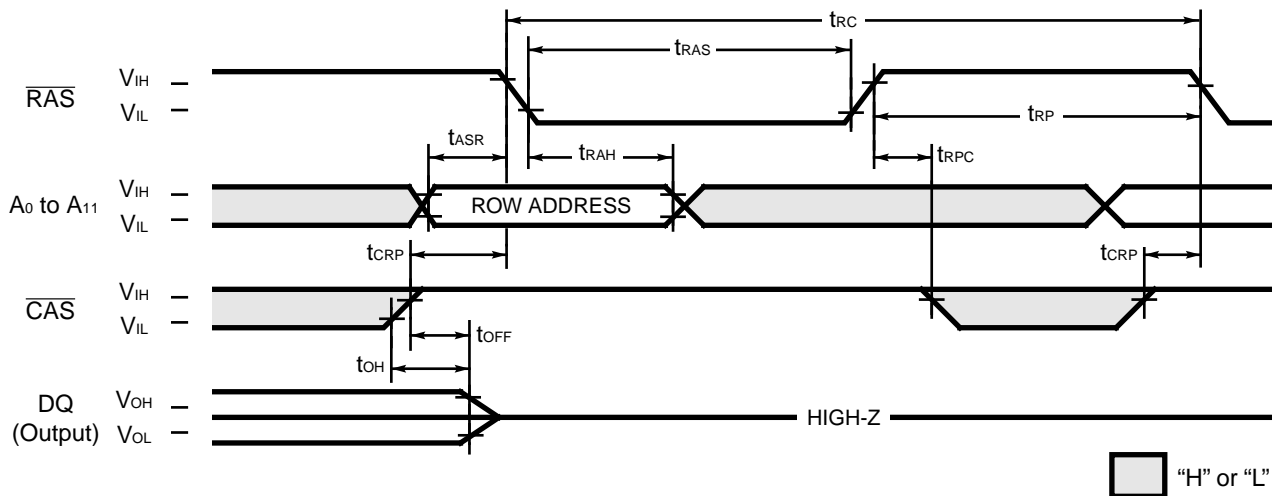 tRC
tRAS
RAS
VIH
VIL
tRP
tASR
tRAH
tRPC
A0 to A11
VIH
VIL
ROW ADDRESS
tCRP
tCRP
CAS
VIH
VIL
tOFF
tOH
DQ
(Output)
VOH
VOL
HIGH-Z
“H” or “L”